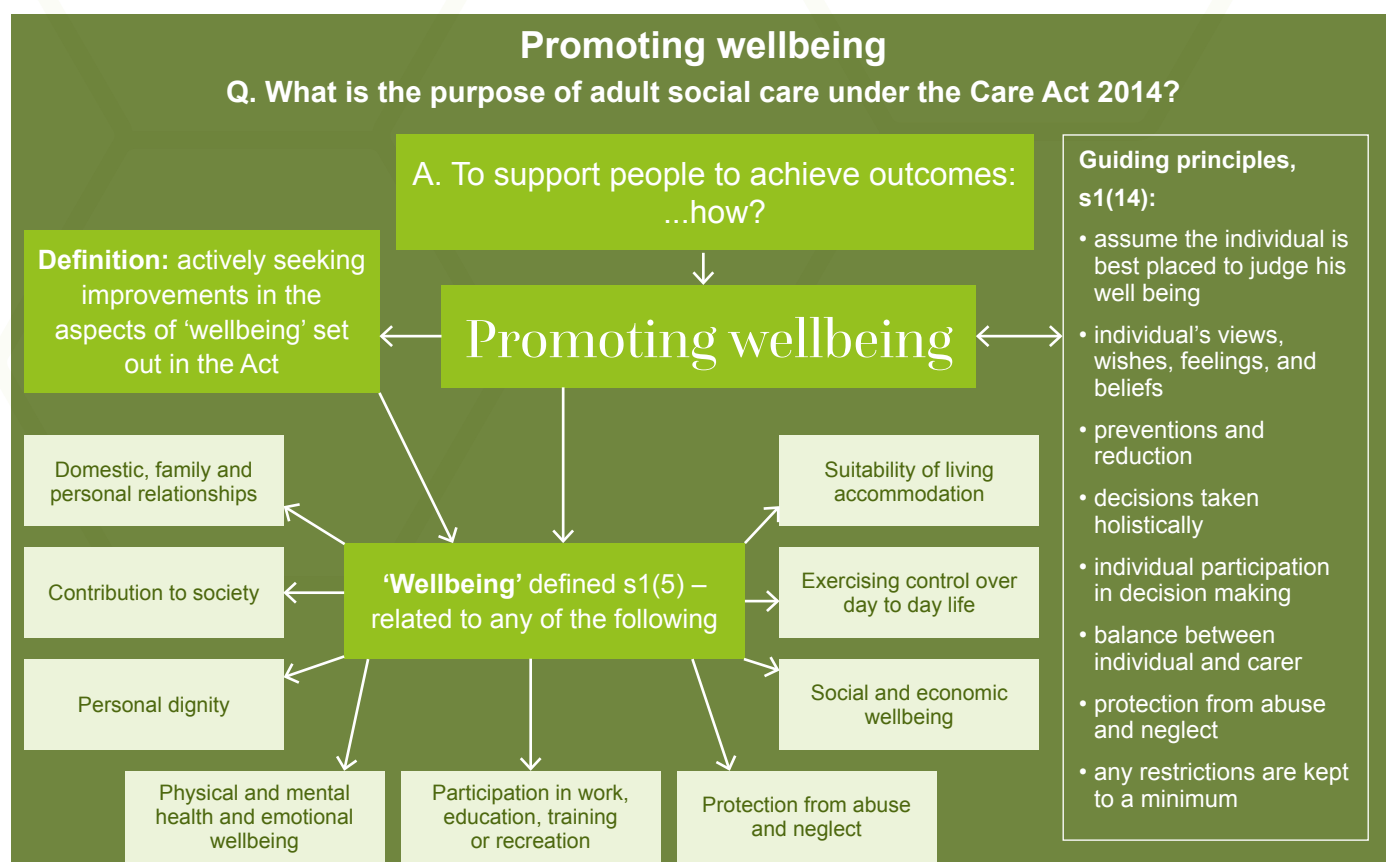 Promoting wellbeing
Q. What is the purpose of adult social care under the Care Act 2014?
A. To support people to achieve outcomes:
...how?
Definition: actively seeking
improvements in the
aspects of ‘wellbeing’ set
out in the Act
Promoting wellbeing
Guiding principles,
s1(14):
• assume the individual is
best placed to judge his
well being
• individual’s views,
wishes, feelings, and
beliefs
• preventions and
reduction
• decisions taken
holistically
• individual participation
in decision making
• balance between
individual and carer
• protection from abuse
and neglect
• any restrictions are kept
to a minimum
Domestic, family and
personal relationships
Contribution to society
Personal dignity
‘Wellbeing’ defined s1(5) –
related to any of the following
Suitability of living
accommodation
Exercising control over
day to day life
Social and economic
wellbeing
Physical and mental
health and emotional
wellbeing
Participation in work,
education, training
or recreation
Protection from abuse
and neglect